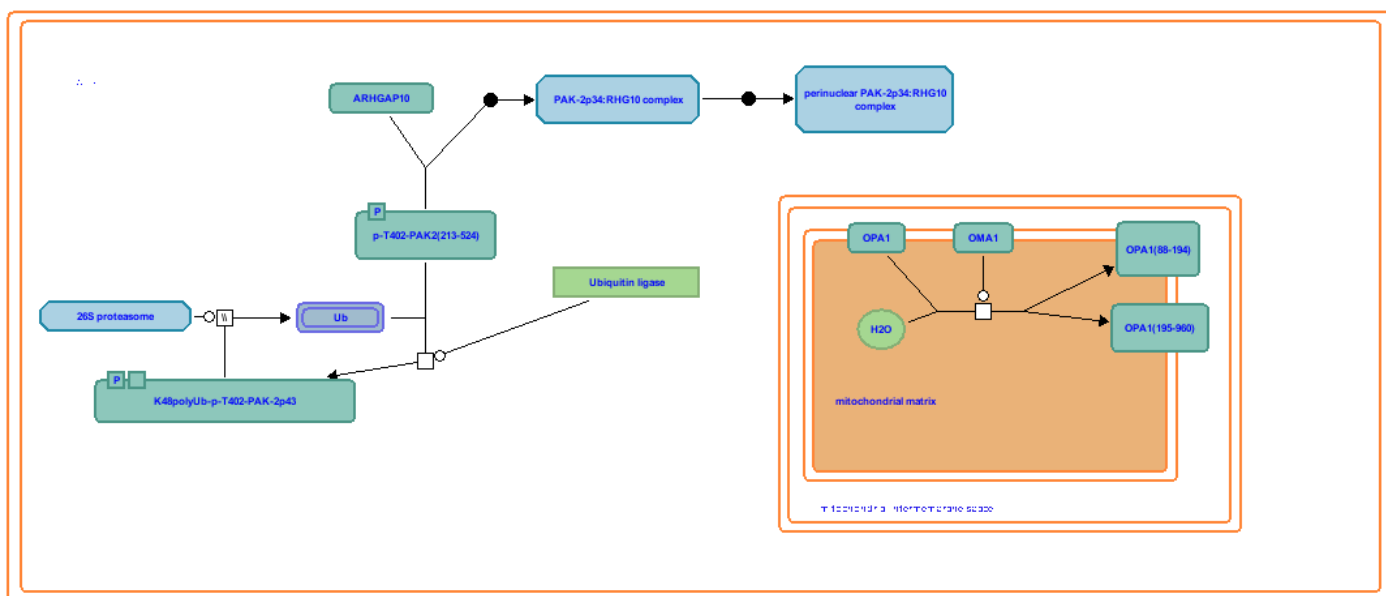 ARHGAP10
PAK-2p34:RHG10 complex
perinuclear PAK-2p34:RHG10
complex
P
p-T402-PAK2(213-524)
OPA1
OMA1
OPA1(88-194)
Ubiquitin ligase
26S proteasome
\\
Ub
H2O
OPA1(195-960)
P
K48polyUb-p-T402-PAK-2p43
mitochondrial matrix